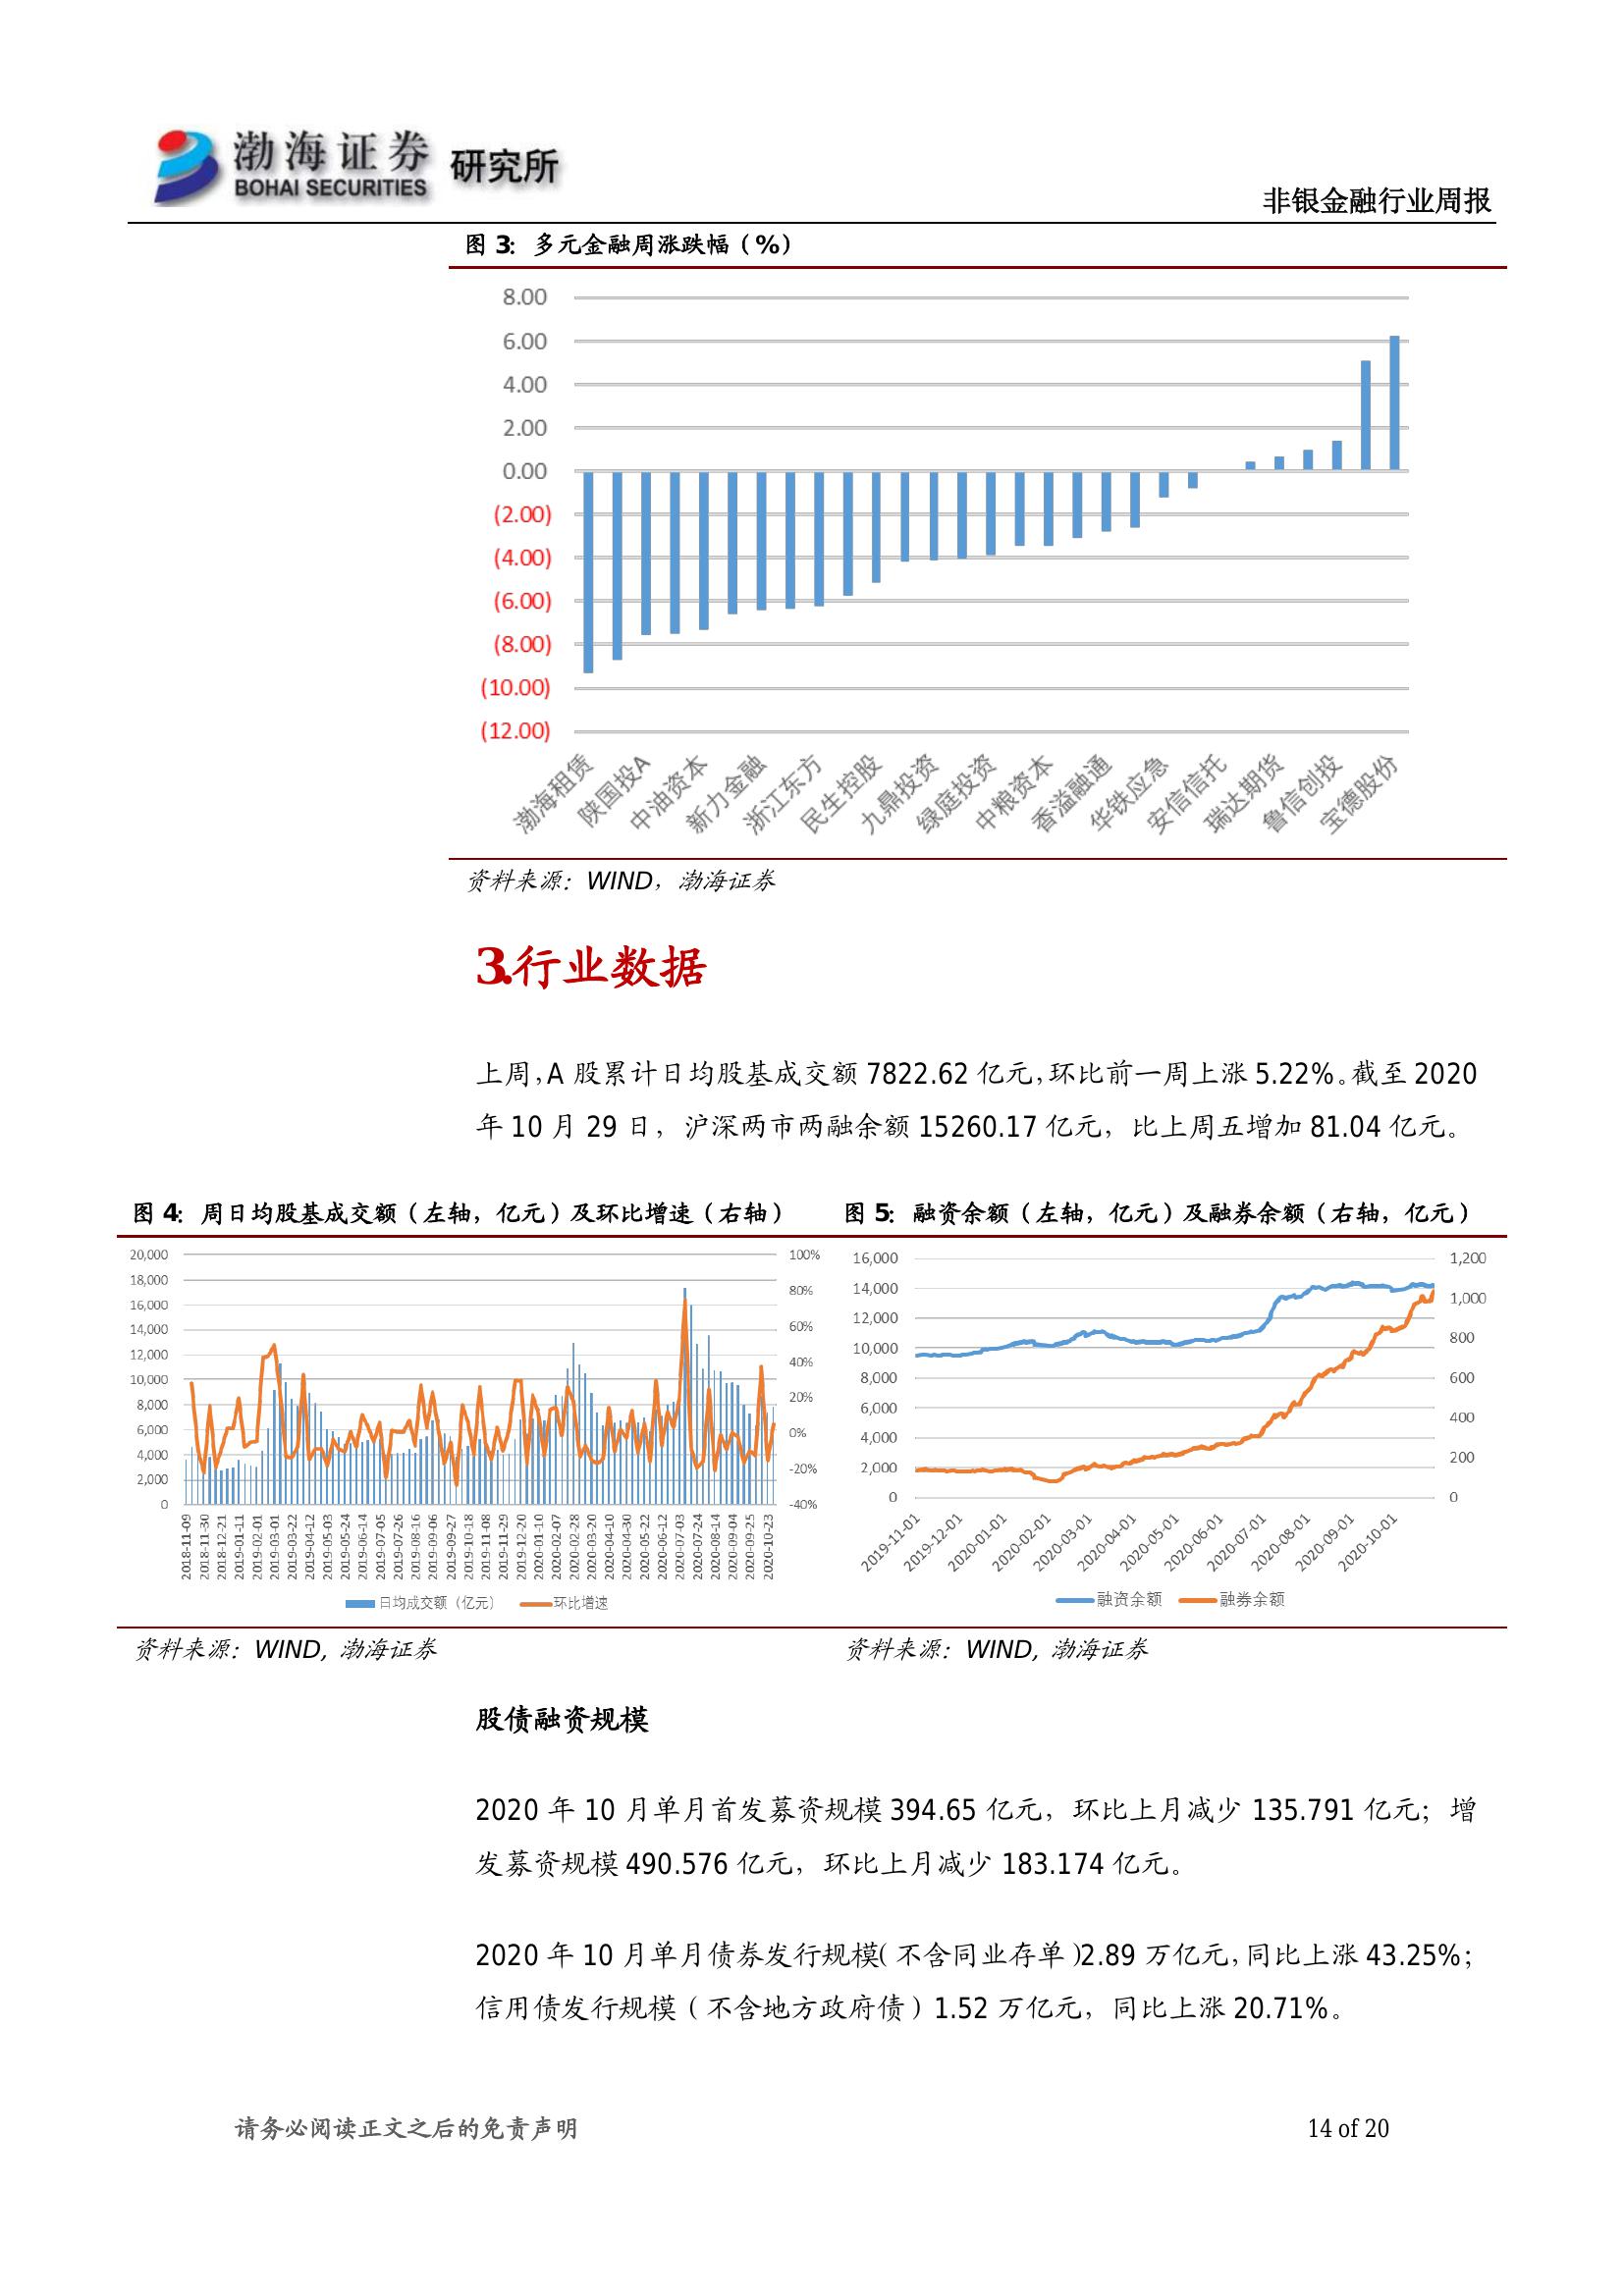 渤海证券 研究所
BOHAI SECURITIES
非银金融行业周报
图 3：多元金融周涨跌幅（%）
8.00
6.00
4.00
2.00
0.00
(2.00)
(4.00)
(6.00)
(8.00)
(10.00)
(12.00)
渤海租赁 陕国投A 中油资本 新力金融 浙江东方 民生控股 九鼎投资 绿庭投资 中粮资本 香溢融通 华铁应急 安信信托 瑞达期货 鲁信创投 宝德股份
资料来源：WIND，渤海证券
3.行业数据
上周，A 股累计日均股基成交额 7822.62 亿元，环比前一周上涨 5.22%。截至 2020
年 10 月 29 日，沪深两市两融余额 15260.17 亿元，比上周五增加 81.04 亿元。
图 4：周日均股基成交额（左轴，亿元）及环比增速（右轴）
20,000
18,000
16,000
14,000
12,000
10,000
8,000
6,000
4,000
2,000
0
100%
80%
60%
40%
20%
0%
-20%
-40%
2018-11-09 2018-11-30 2018-12-21 2019-01-11 2019-02-01 2019-03-01 2019-03-22 2019-04-12 2019-05-03 2019-05-24 2019-06-14 2019-07-05 2019-07-26 2019-08-16 2019-09-06 2019-09-27 2019-10-18 2019-11-08 2019-11-29 2019-12-20 2020-01-10 2020-02-07 2020-02-28 2020-03-20 2020-04-10 2020-04-30 2020-05-22 2020-06-12 2020-07-03 2020-07-24 2020-08-14 2020-09-04 2020-09-25 2020-10-23
日均成交额（亿元） 环比增速
图 5：融资余额（左轴，亿元）及融券余额（右轴，亿元）
16,000
14,000
12,000
10,000
8,000
6,000
4,000
2,000
0
1,200
1,000
800
600
400
200
0
2019-11-01 2019-12-01 2020-01-01 2020-02-01 2020-03-01 2020-04-01 2020-05-01 2020-06-01 2020-07-01 2020-08-01 2020-09-01 2020-10-01
融资余额 融券余额
资料来源：WIND, 渤海证券
资料来源：WIND, 渤海证券
股债融资规模
2020 年 10 月单月首发募资规模 394.65 亿元，环比上月减少 135.791 亿元；增
发募资规模 490.576 亿元，环比上月减少 183.174 亿元。
2020 年 10 月单月债券发行规模（不含同业存单）2.89 万亿元，同比上涨 43.25%；
信用债发行规模（不含地方政府债）1.52 万亿元，同比上涨 20.71%。
请务必阅读正文之后的免责声明
14 of 20